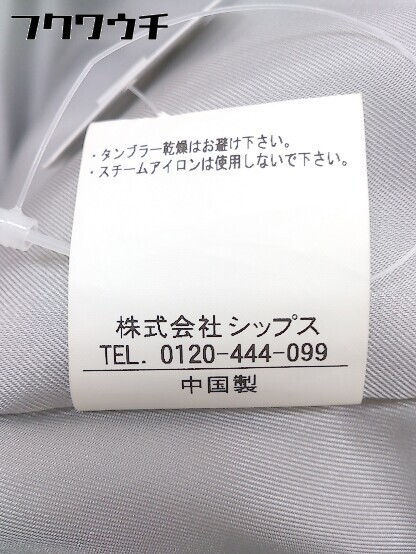 フクワウチ
・タンブラー乾燥はお避け下さい。
・スチームアイロンは使用しないで下さい。
株式会社 シップス
TEL. 0120-444-099
中国製